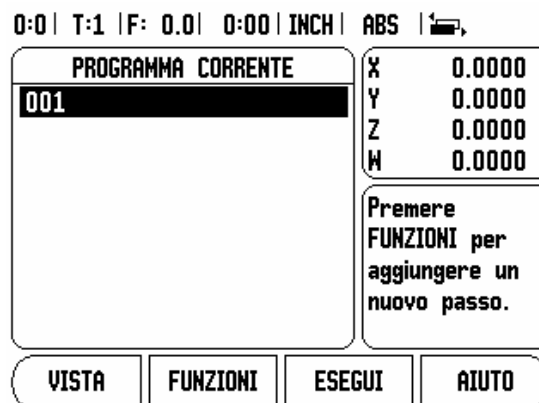 0:0| T:1 |F: 0.0| 0:00| INCH| ABS |
PROGRAMMA CORRENTE
001
X 0.0000
Y 0.0000
Z 0.0000
W 0.0000
Premere
FUNZIONI per
aggiungere un
nuovo passo.
VISTA FUNZIONI ESEGUI AIUTO